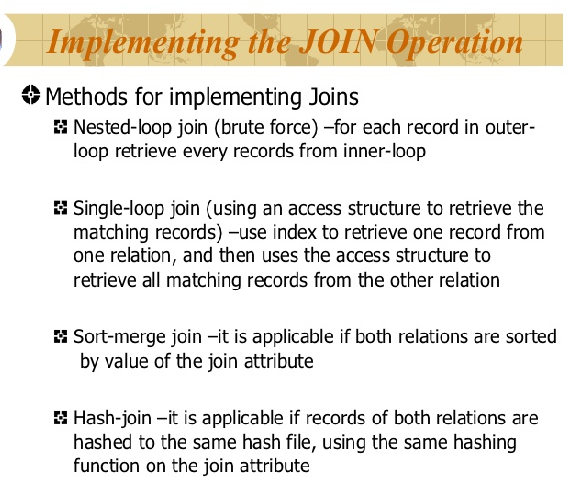 Implementing the JOIN Operation
Methods for implementing Joins
Nested-loop join (brute force) –for each record in outer-
loop retrieve every records from inner-loop
Single-loop join (using an access structure to retrieve the
matching records) –use index to retrieve one record from
one relation, and then uses the access structure to
retrieve all matching records from the other relation
Sort-merge join –it is applicable if both relations are sorted
by value of the join attribute
Hash-join –it is applicable if records of both relations are
hashed to the same hash file, using the same hashing
function on the join attribute